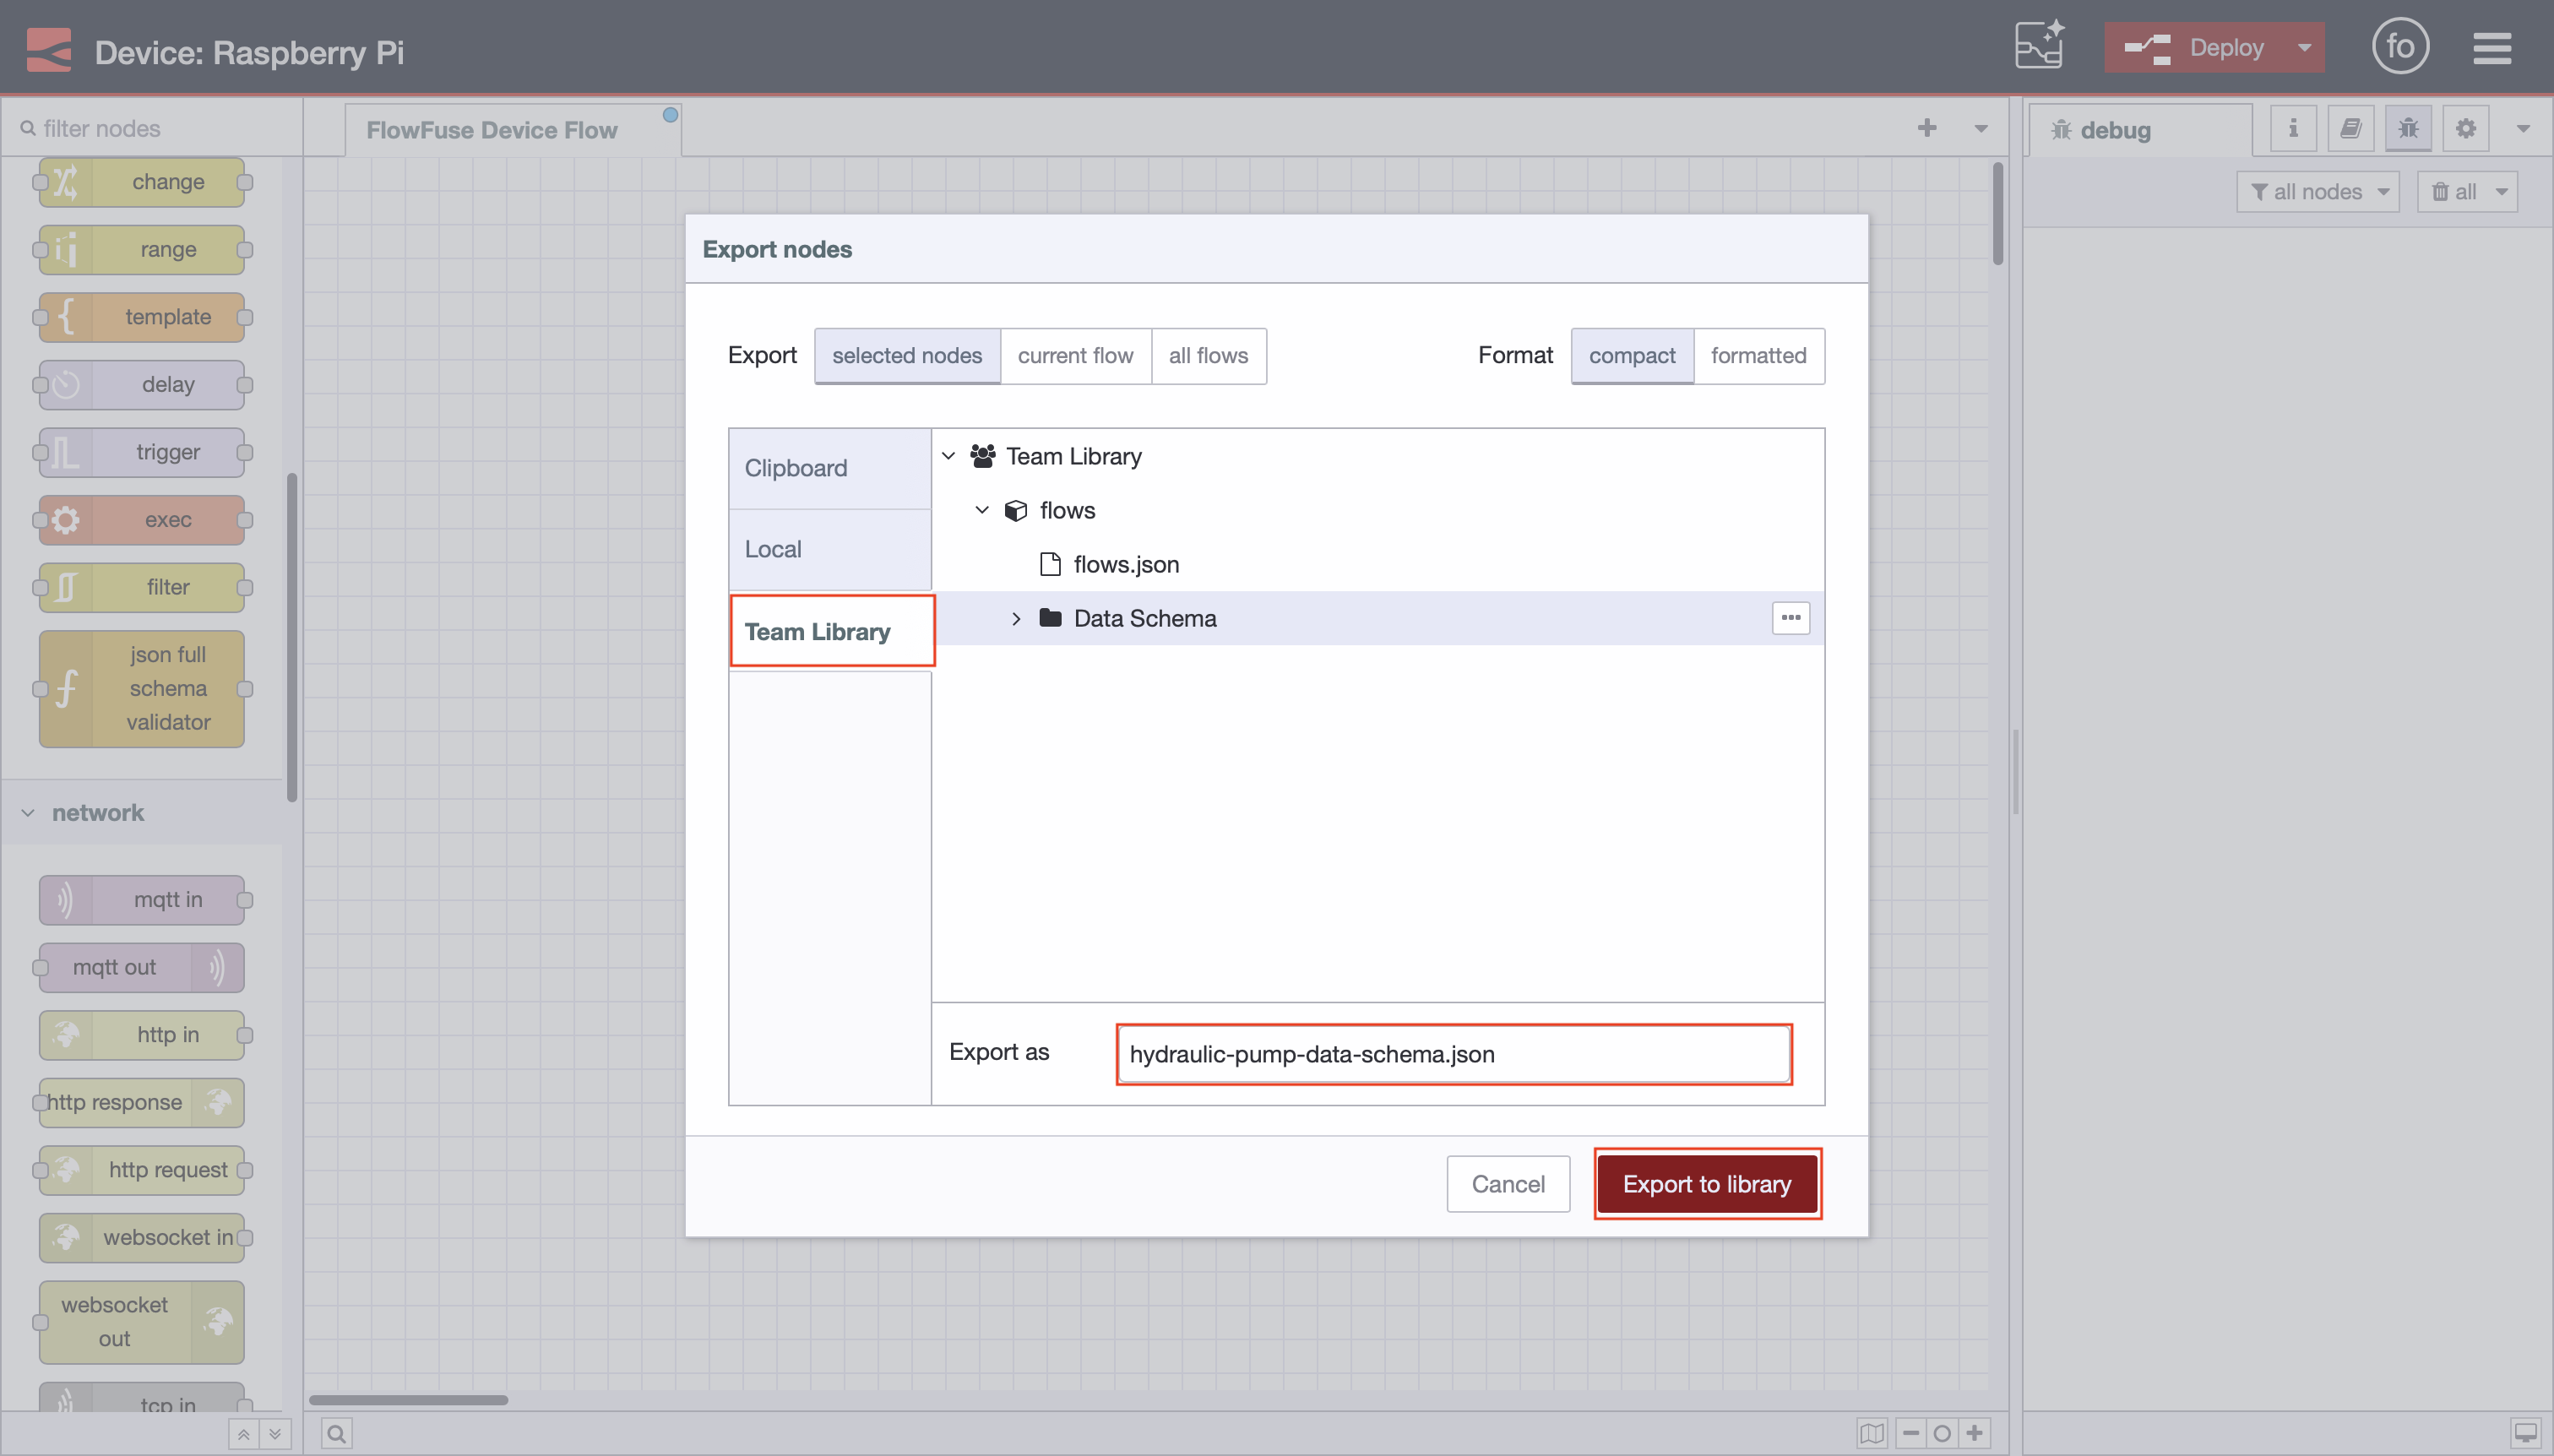 Device: Raspberry Pi
Deploy
fo
filter nodes
FlowFuse Device Flow
debug
i
all nodes
all
change
range
template
delay
trigger
exec
filter
json full
schema
validator
network
mqtt in
mqtt out
http in
http response
http request
websocket in
websocket
out
tcp in
Export nodes
Export
selected nodes
current flow
all flows
Format
compact
formatted
Clipboard
Local
Team Library
Team Library
flows
flows.json
Data Schema
Export as
hydraulic-pump-data-schema.json
Cancel
Export to library